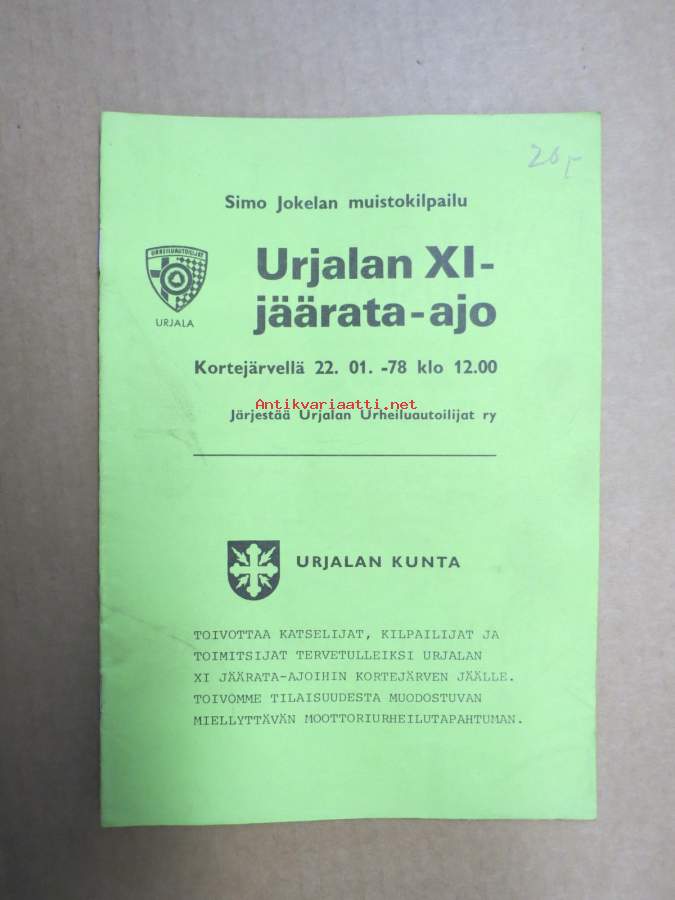 20,-
Simo Jokelan muistokilpailu
Urjalan XI-
jäärata-ajo
URJALA
Kortejärvellä 22. 01. -78 klo 12.00
Antikvariaatti.net
Järjestää Urjalan Urheiluautoilijat ry
URJALAN KUNTA
TOIVOTTAA KATSELIJAT, KILPAILIJAT JA
TOIMITSIJAT TERVETULLEIKSI URJALAN
XI JÄÄRATA-AJOIHIN KORTEJÄRVEN JÄÄLLE.
TOIVOMME TILAISUUDESTA MUODOSTUVAN
MIELLYTTÄVÄN MOOTTORIURHEILUTAPAHTUMAN.